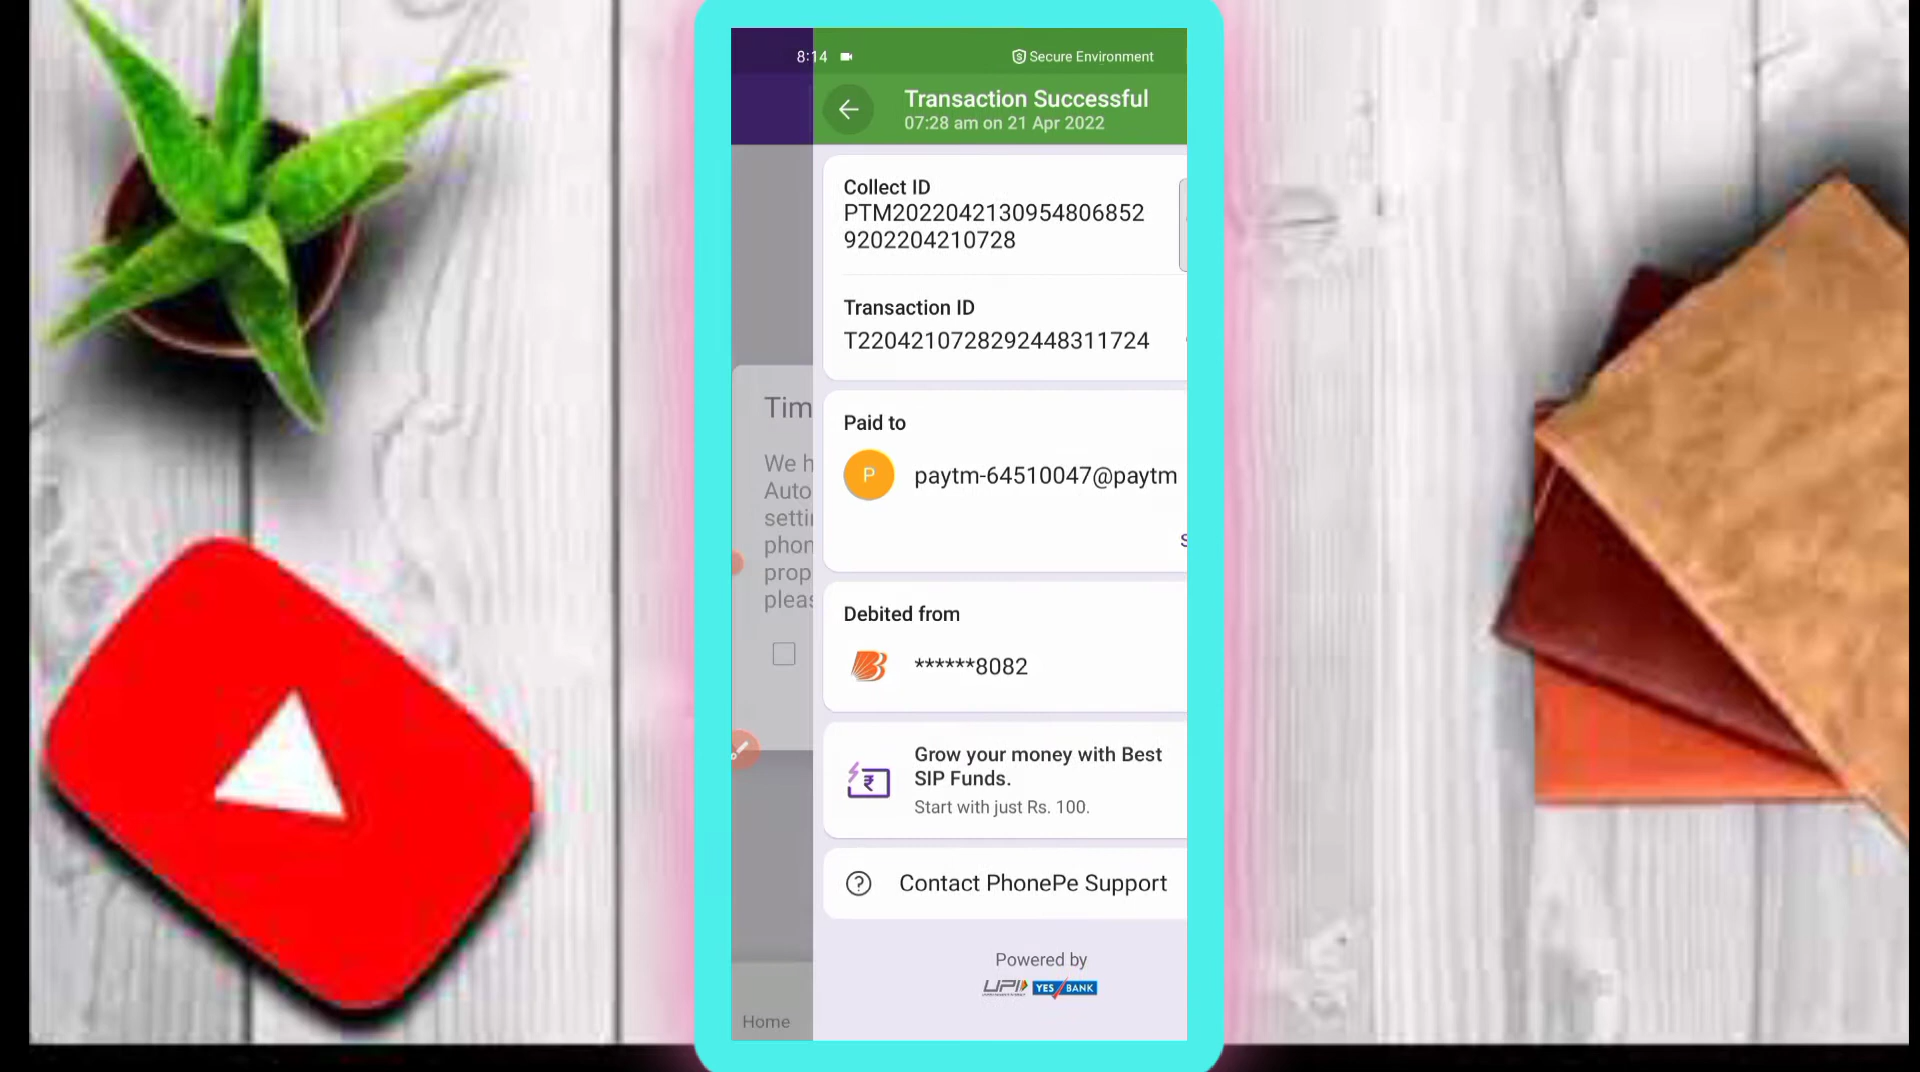 8:14
Secure Environment
Transaction Successful
07:28 am on 21 Apr 2022
Collect ID
PTM2022042130954806852
9202204210728
Transaction ID
T2204210728292448311724
Tim
We h
Auto
setti
phon
prop
pleas
Paid to
P
paytm-64510047@paytm
S
Debited from
******8082
Grow your money with Best
SIP Funds.
Start with just Rs. 100.
Contact PhonePe Support
Powered by
UPI YES BANK
Home